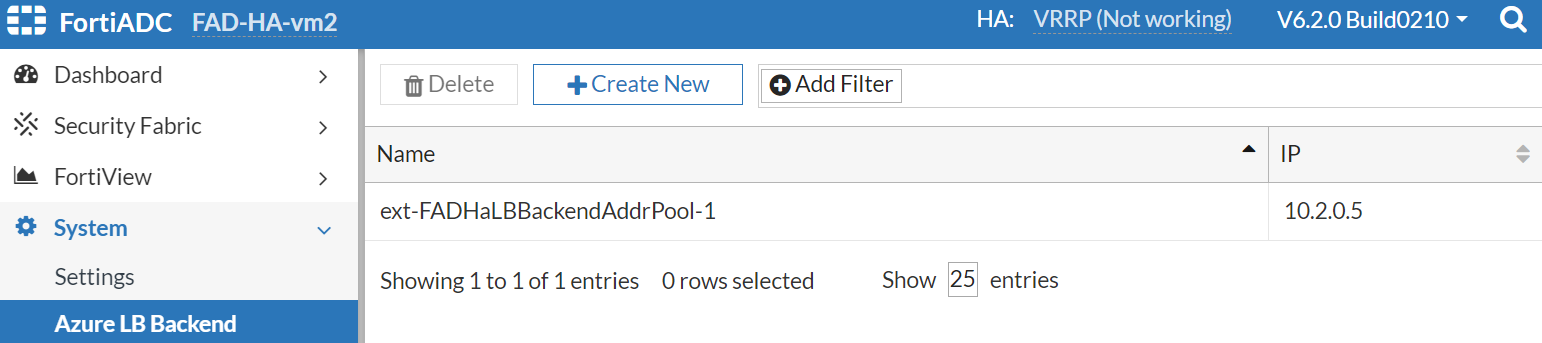 FortiADC FAD-HA-vm2 HA: VRRP (Not working) V6.2.0 Build0210
Dashboard
Security Fabric
FortiView
System
Settings
Azure LB Backend
Delete Create New Add Filter
Name IP
ext-FADHaLBBackendAddrPool-1 10.2.0.5
Showing 1 to 1 of 1 entries 0 rows selected Show 25 entries